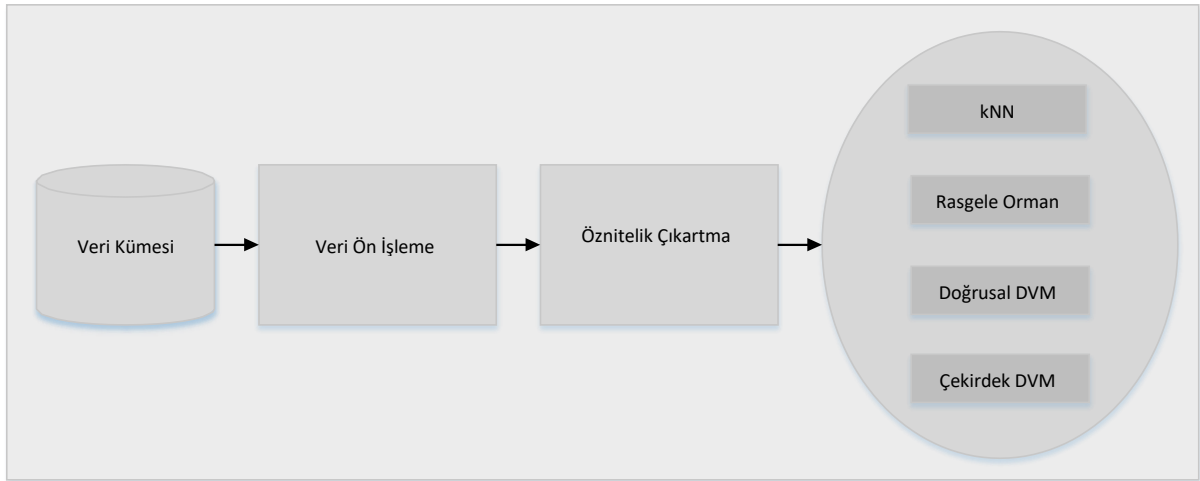 Veri Kümesi
Veri Ön İşleme
Öznitelik Çıkartma
kNN
Rasgele Orman
Doğrusal DVM
Çekirdek DVM